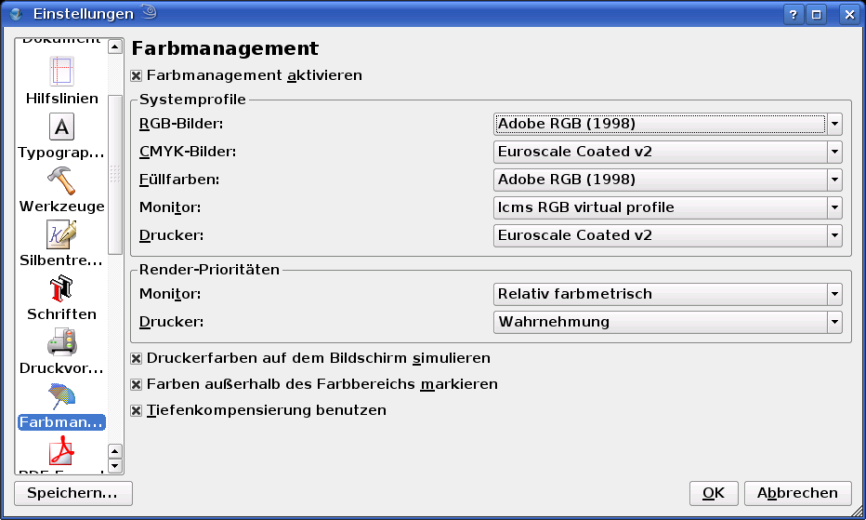 Einstellungen
Dokument
Hilfslinien
Typograp...
Werkzeuge
Silbentre...
Schriften
Druckvor...
Farbman...
Speichern...
Farbmanagement
Farbmanagement aktivieren
Systemprofile
RGB-Bilder: Adobe RGB (1998)
CMYK-Bilder: Euroscale Coated v2
Füllfarben: Adobe RGB (1998)
Monitor: lcms RGB virtual profile
Drucker: Euroscale Coated v2
Render-Prioritäten
Monitor: Relativ farbmetrisch
Drucker: Wahrnehmung
Druckerfarben auf dem Bildschirm simulieren
Farben außerhalb des Farbbereichs markieren
Tiefenkompensierung benutzen
OK Abbrechen